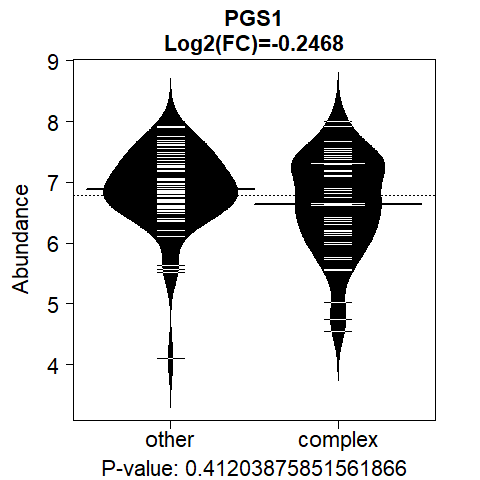 PGS1
Log2(FC)=-0.2468
Abundance
9
8
7
6
5
4
other complex
P-value: 0.41203875851561866